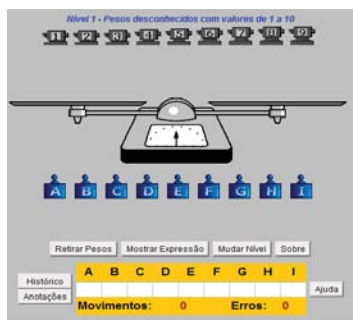 Nível 1 - Pesos desconhecidos com valores de 1 a 10
1 2 3 4 5 6 7 8 9
A B C D E F G H I
Retirar Pesos Mostrar Expressão Mudar Nível Sobre
A B C D E F G H I
Histórico
Anotações
Ajuda
Movimentos: 0 Erros: 0